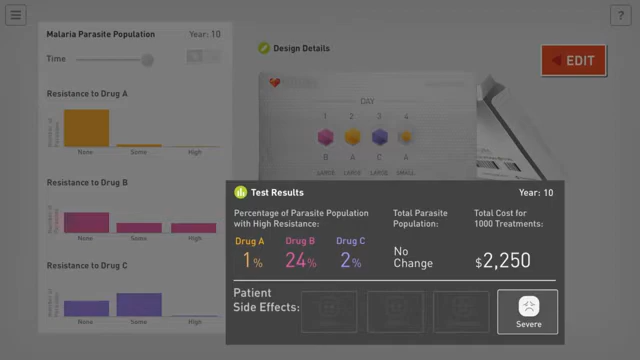 Malaria Parasite Population
Year: 10
Time
Resistance to Drug A
None
Some
High
Resistance to Drug B
None
Some
High
Resistance to Drug C
None
Some
High
Design Details
EDIT
?
DAY
1
2
3
4
B
A
C
A
LARGE
LARGE
LARGE
SMALL
Test Results
Year: 10
Percentage of Parasite Population
with High Resistance:
Drug A
Drug B
Drug C
1%
24%
2%
Total Parasite
Population:
No
Change
Total Cost for
1000 Treatments:
$2,250
Patient
Side Effects:
Severe